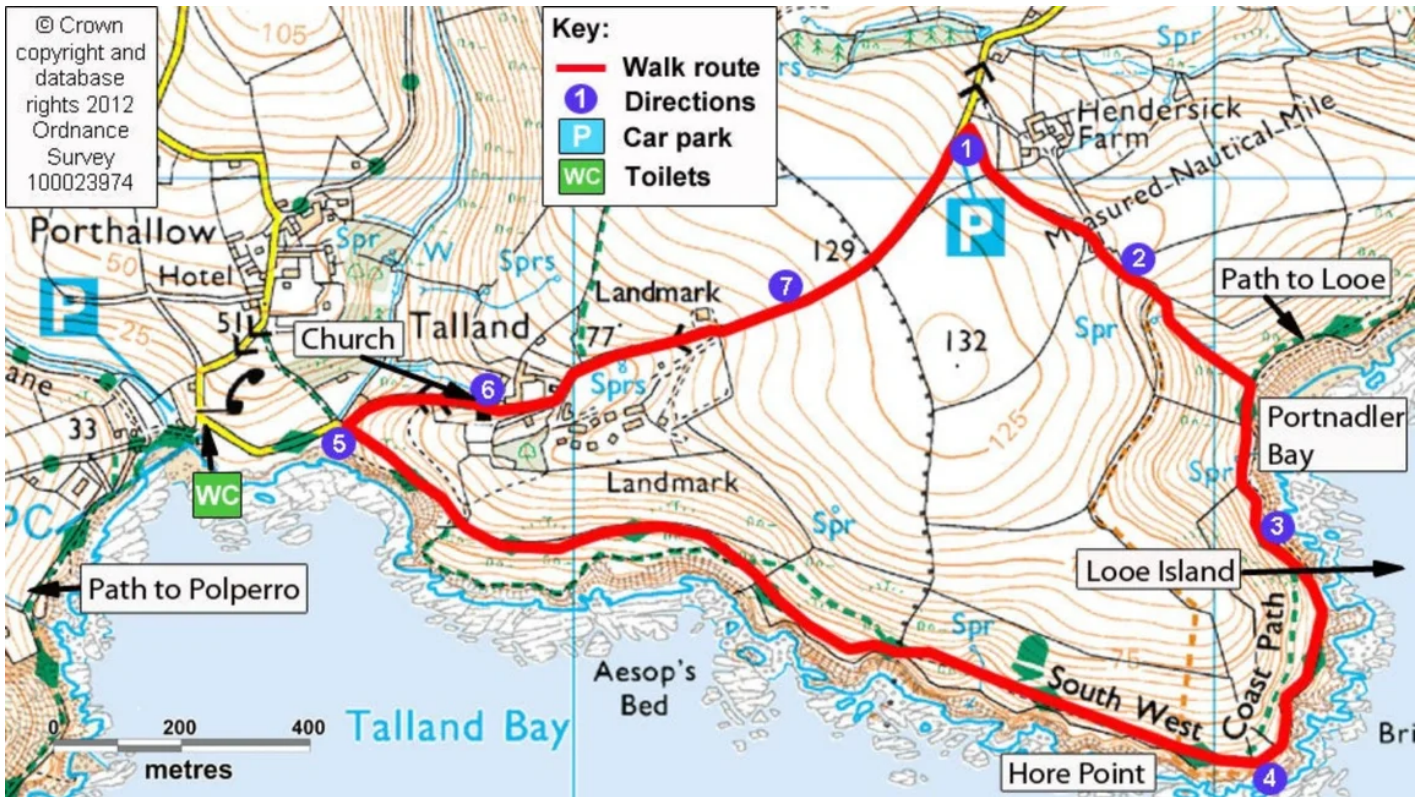 © Crown
copyright and
database
rights 2012
Ordnance
Survey
100023974
Key:
Walk route
1 Directions
P Car park
WC Toilets
105
Spr
Sprs
Hendersick
Farm
Measured-Nautical-Mile
1
P
2
Path to Looe
Porthallow
Hotel
50
25
P
51
Spr
W
Sprs
Landmark
129
7
Church
Talland
77
Sprs
6
132
125
Spr
Portnadler
Bay
Spr
33
5
WC
PC
Landmark
Spr
3
Looe Island
Path to Polperro
Aesop's
Bed
Spr
75
South West
Coast Path
Talland Bay
0 200 400
metres
Hore Point
4
Bri